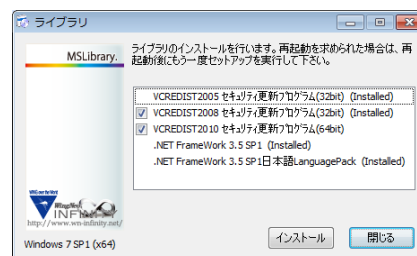 ライブラリ
MSLibrary.
ライブラリのインストールを行います。再起動を求められた場合は、再
起動後にもう一度セットアップを実行して下さい。
VCREDIST2005 セキュリティ更新プログラム(32bit) (Installed)
VCREDIST2008 セキュリティ更新プログラム(32bit) (Installed)
VCREDIST2010 セキュリティ更新プログラム(64bit)
.NET FrameWork 3.5 SP1 (Installed)
.NET FrameWork 3.5 SP1日本語LanguagePack (Installed)
WingNeo
INFINITY
http://www.wn-infinity.net/
Windows 7 SP1 (x64)
インストール
閉じる